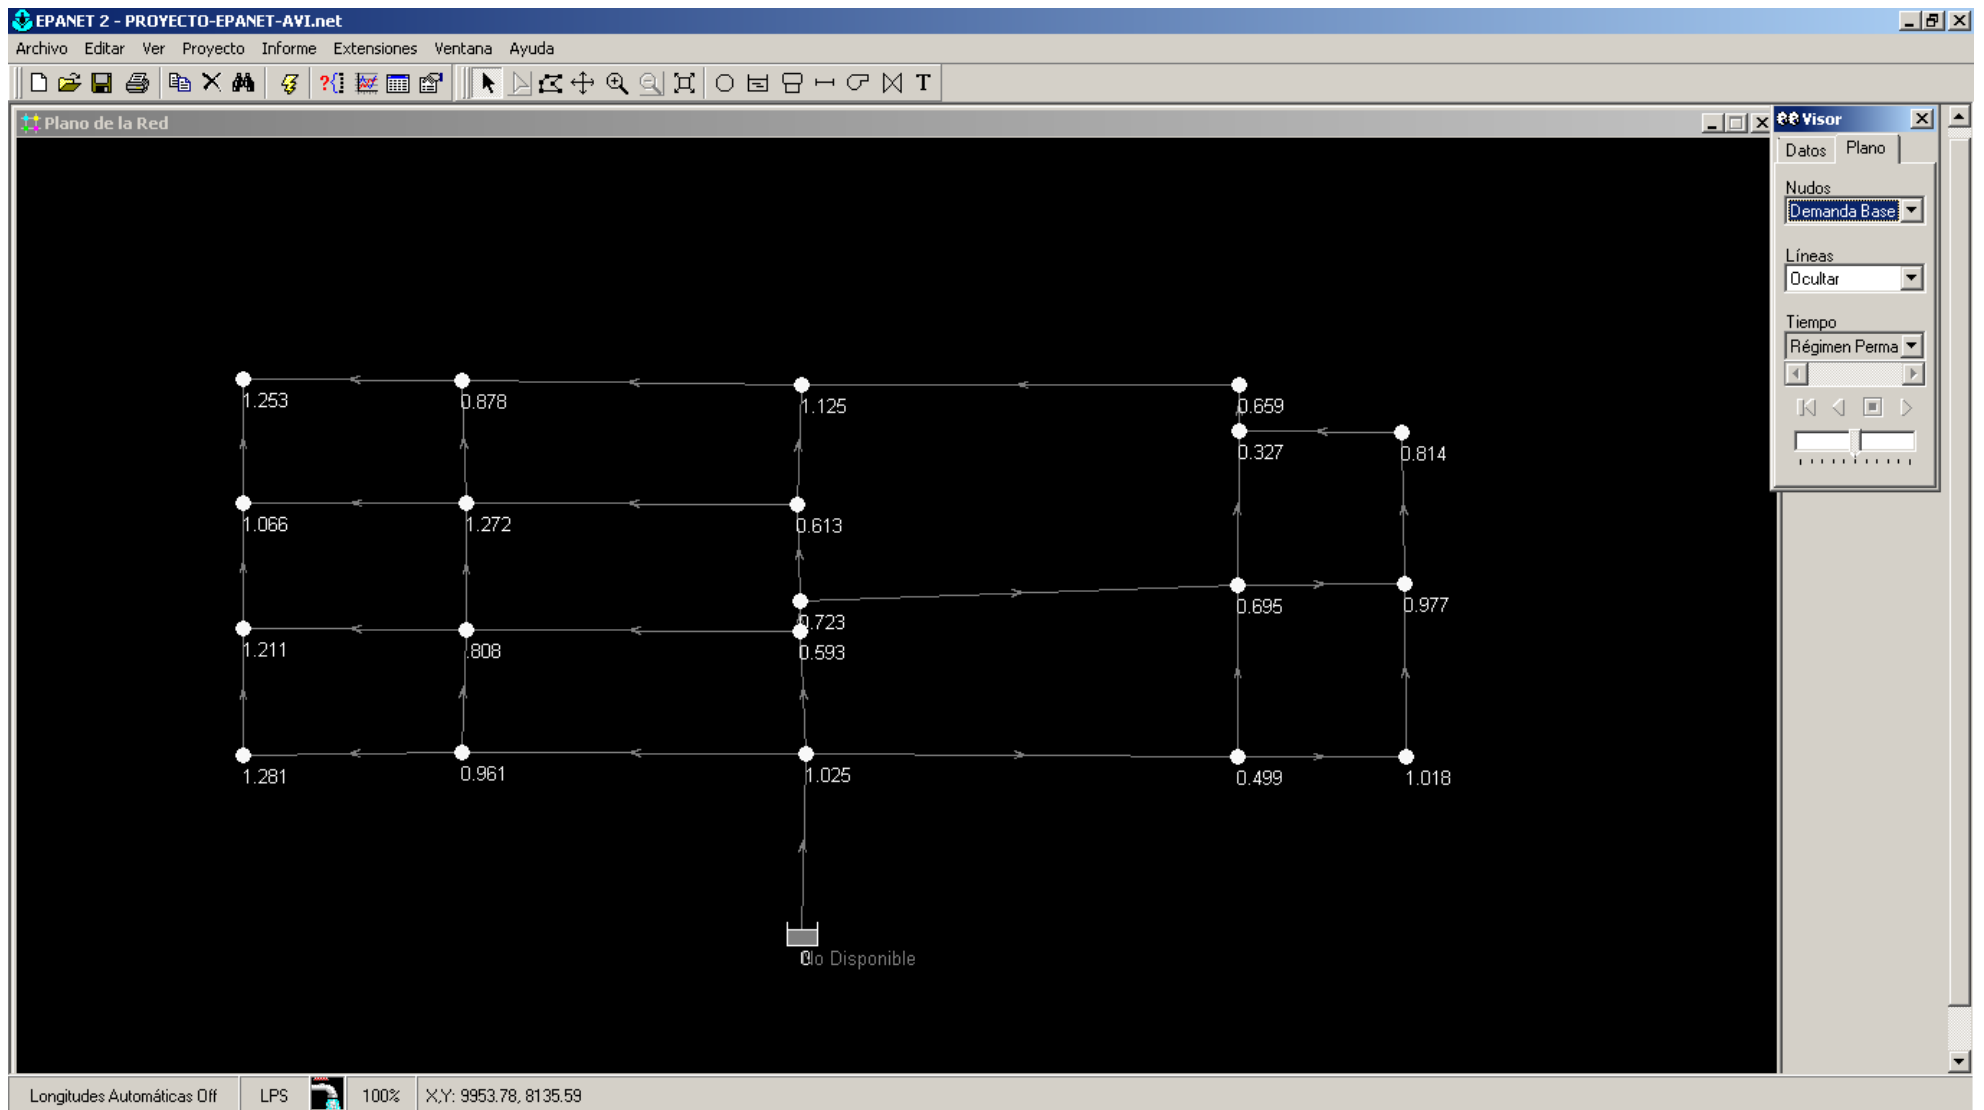 EPANET 2 - PROYECTO-EPANET-AVI.net
Archivo Editar Ver Proyecto Informe Extensiones Ventana Ayuda
T
Plano de la Red
Visor
Datos Plano
Nudos
Demanda Base
Líneas
Ocultar
Tiempo
Régimen Perma
1.253 0.878 1.125 0.659
0.327 0.814
1.066 1.272 0.613
0.723 0.695 0.977
1.211 .808 0.593
1.281 0.961 1.025 0.499 1.018
No Disponible
Longitudes Automáticas Off LPS 100% X,Y: 9953.78, 8135.59